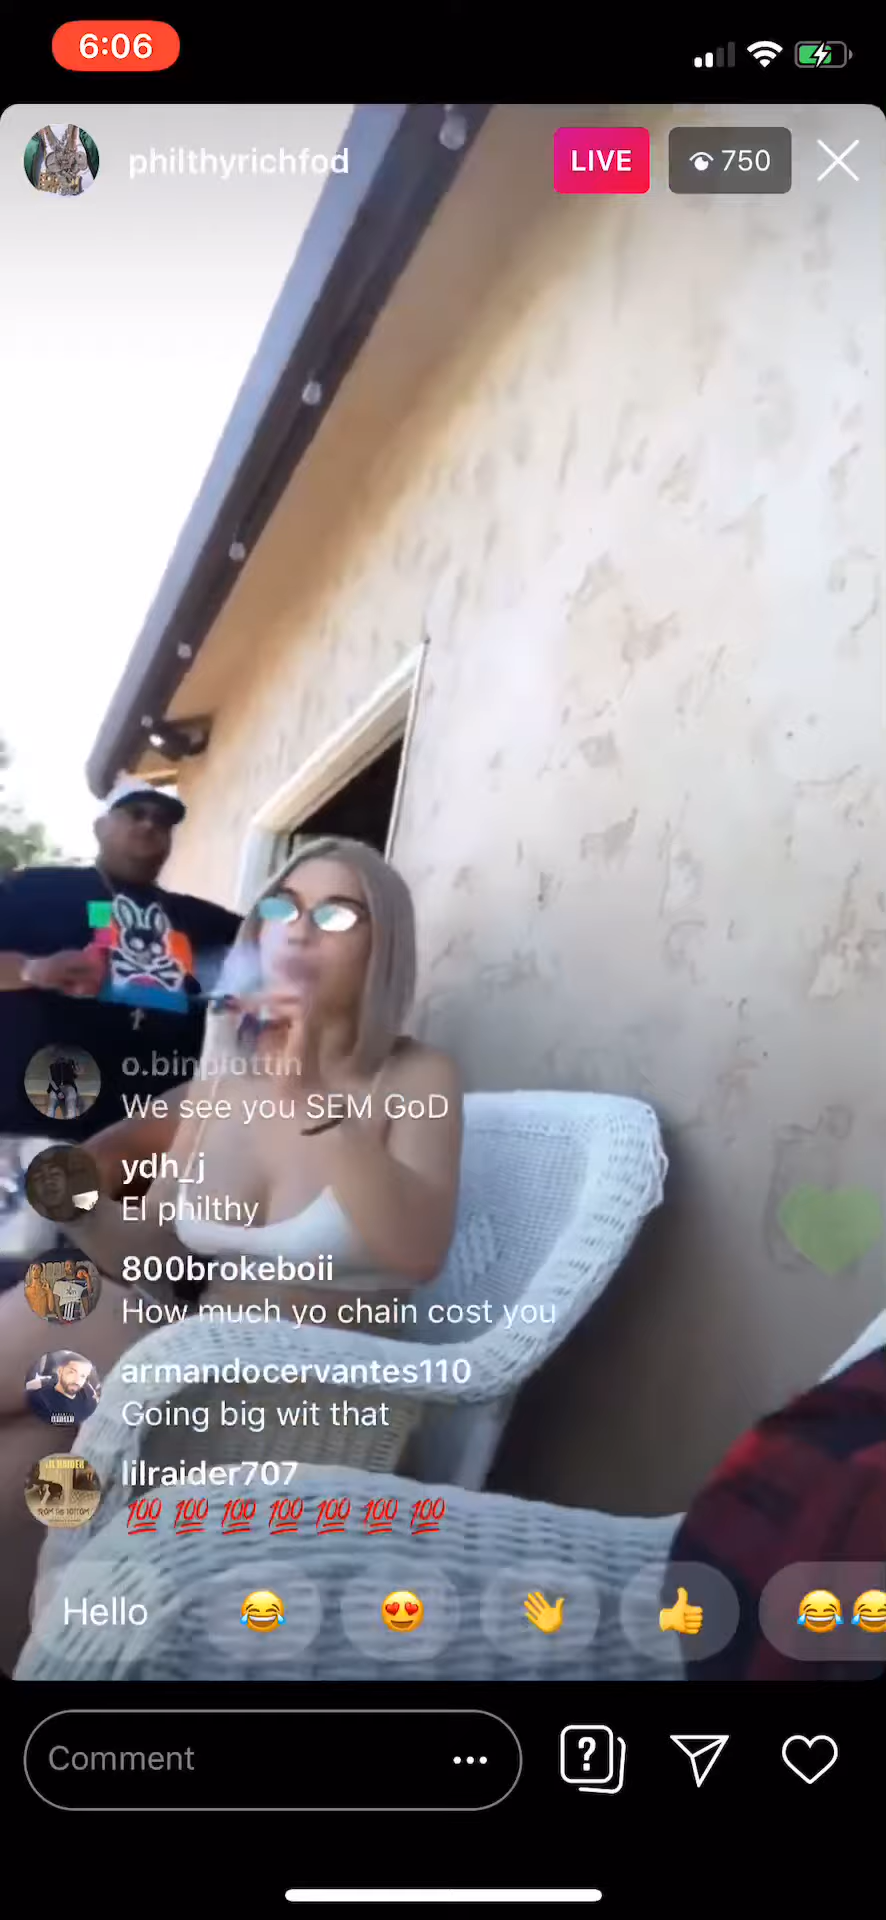 6:06
philthyrichfod
LIVE
750
o.binplottin
We see you SEM GoD
ydh_j
El philthy
800brokeboii
How much yo chain cost you
armandocervantes110
Going big wit that
lilraider707
💯 💯 💯 💯 💯 💯 💯
Hello
Comment